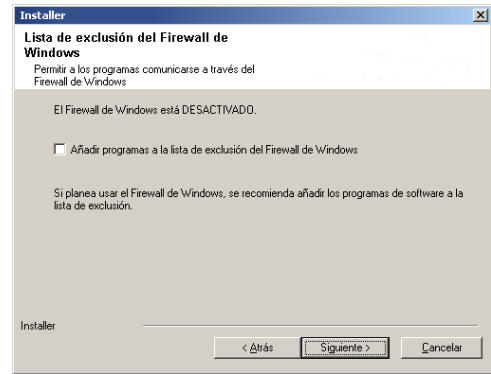 Installer
Lista de exclusión del Firewall de
Windows
Permitir a los programas comunicarse a través del
Firewall de Windows
El Firewall de Windows está DESACTIVADO.
Añadir programas a la lista de exclusión del Firewall de Windows
Si planea usar el Firewall de Windows, se recomienda añadir los programas de software a la
lista de exclusión.
Installer
< Atrás
Siguiente >
Cancelar